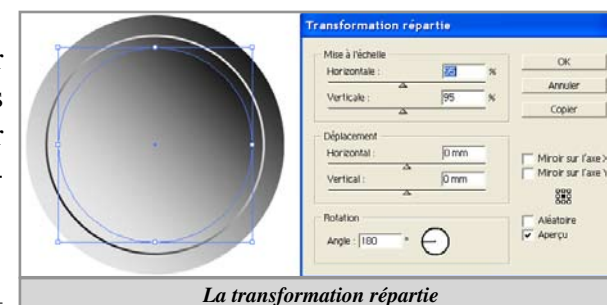 Transformation répartie
Mise à l'échelle
Horizontale :
95
%
Verticale :
95
%
Déplacement
Horizontal :
0 mm
Vertical :
0 mm
Rotation
Angle :
180
°
OK
Annuler
Copier
Miroir sur l'axe X
Miroir sur l'axe Y
Aléatoire
Aperçu
La transformation répartie